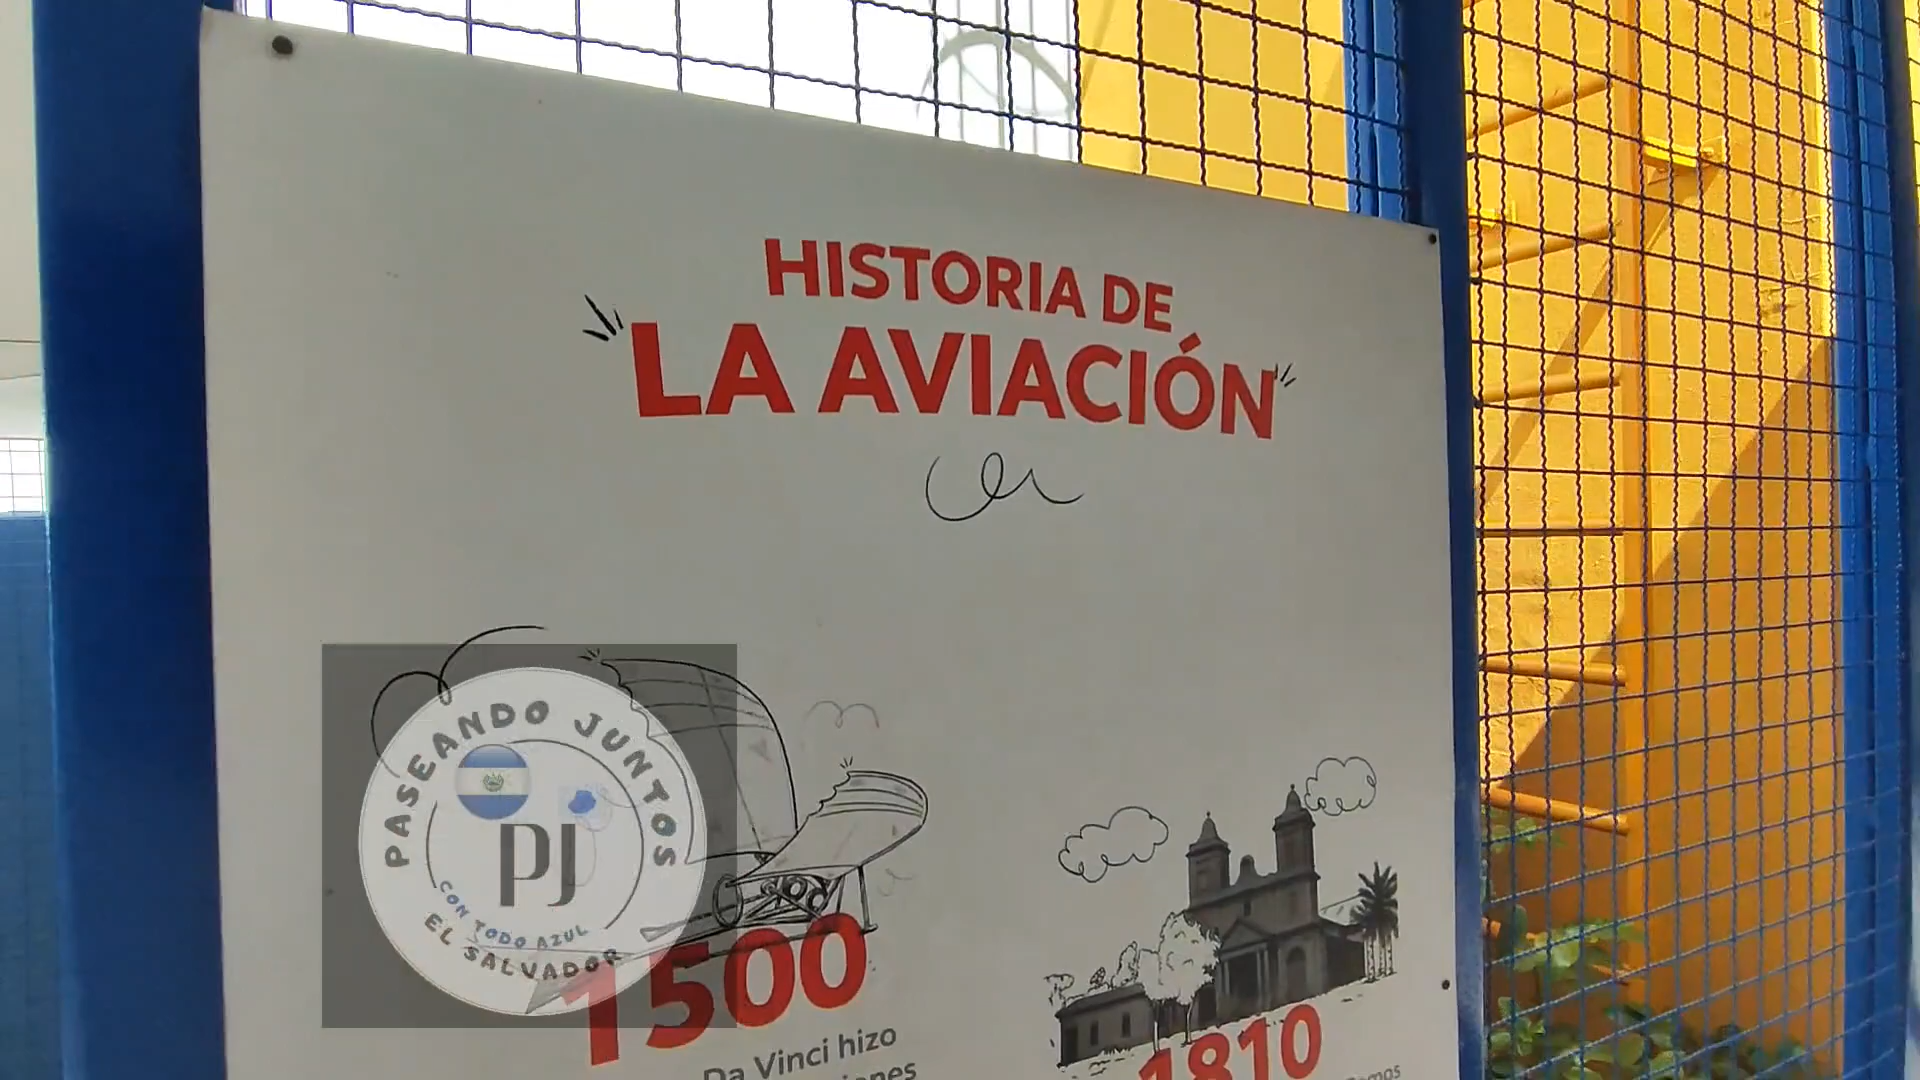 HISTORIA DE
LA AVIACIÓN
PASEANDO JUNTOS
PJ
CON TODO AZUL
EL SALVADOR
1500
Da Vinci hizo
1810